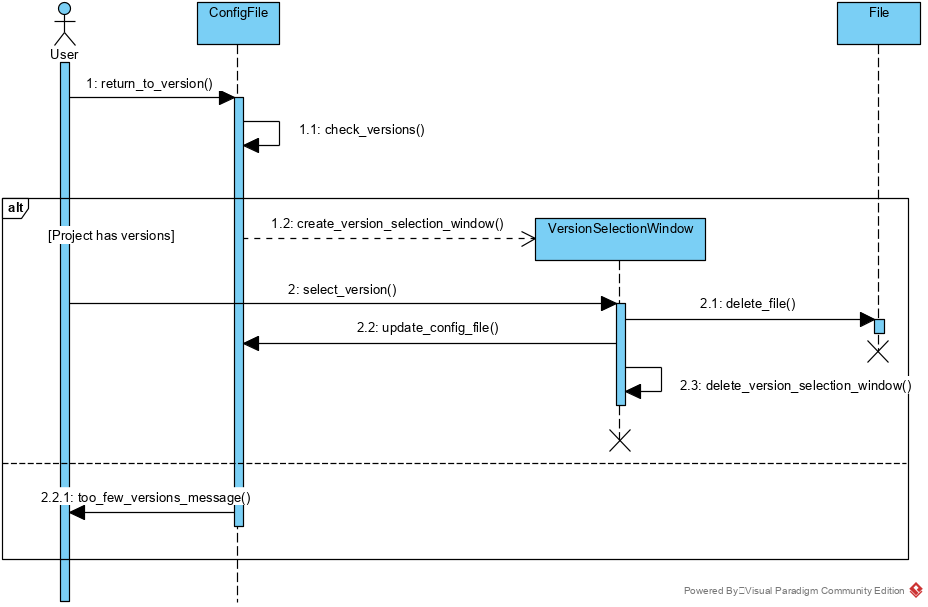 ConfigFile
File
User
1: return_to_version()
1.1: check_versions()
alt
[Project has versions]
1.2: create_version_selection_window()
VersionSelectionWindow
2: select_version()
2.1: delete_file()
2.2: update_config_file()
2.3: delete_version_selection_window()
2.2.1: too_few_versions_message()
Powered By Visual Paradigm Community Edition